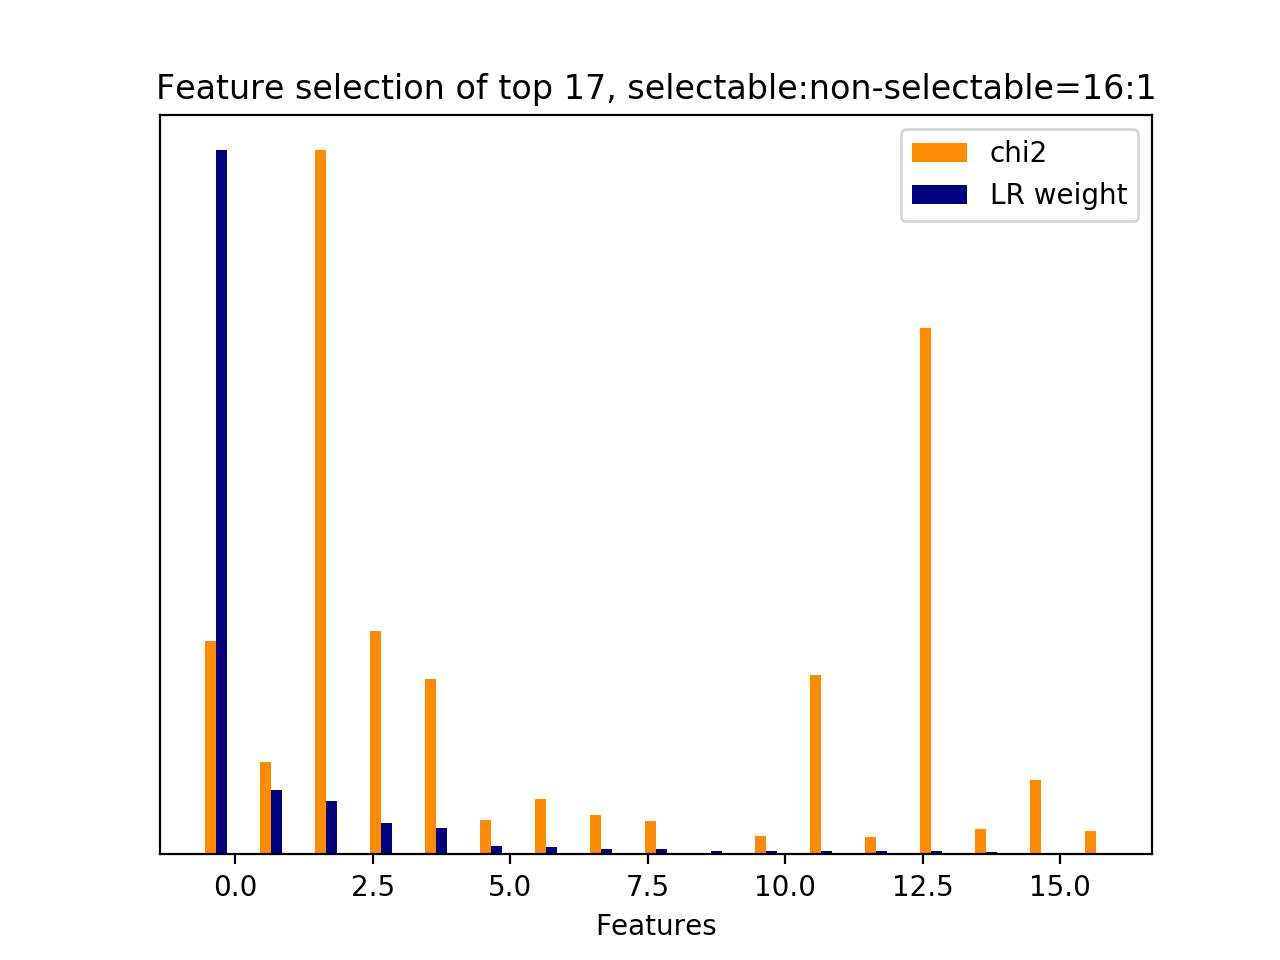 Feature selection of top 17, selectable:non-selectable=16:1
chi2
LR weight
0.0 2.5 5.0 7.5 10.0 12.5 15.0
Features